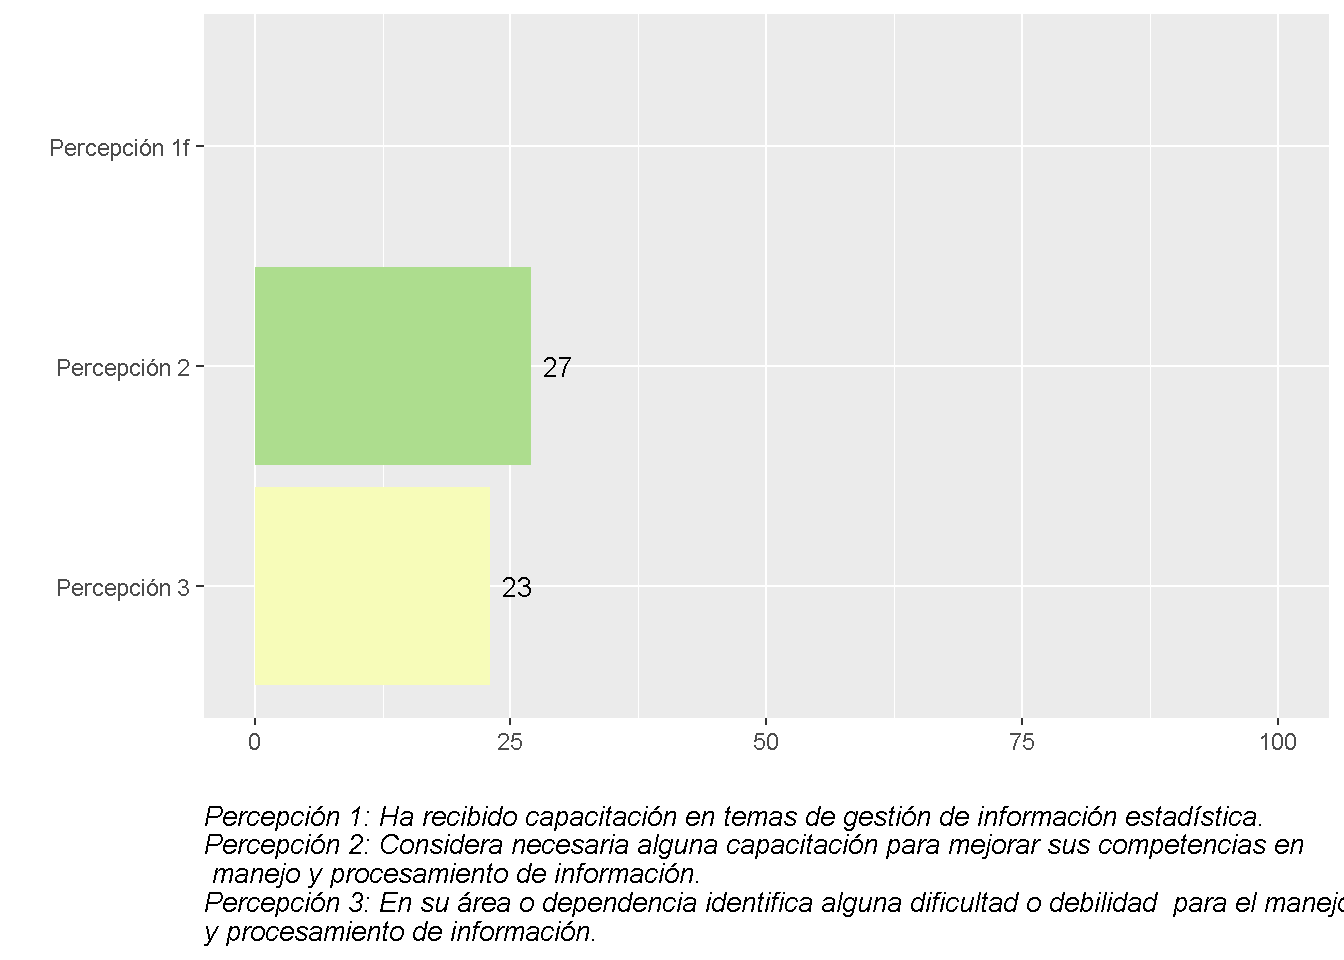 Percepción 1f
Percepción 2
27
Percepción 3
23
0 25 50 75 100
Percepción 1: Ha recibido capacitación en temas de gestión de información estadística.
Percepción 2: Considera necesaria alguna capacitación para mejorar sus competencias en
manejo y procesamiento de información.
Percepción 3: En su área o dependencia identifica alguna dificultad o debilidad  para el manejo
y procesamiento de información.